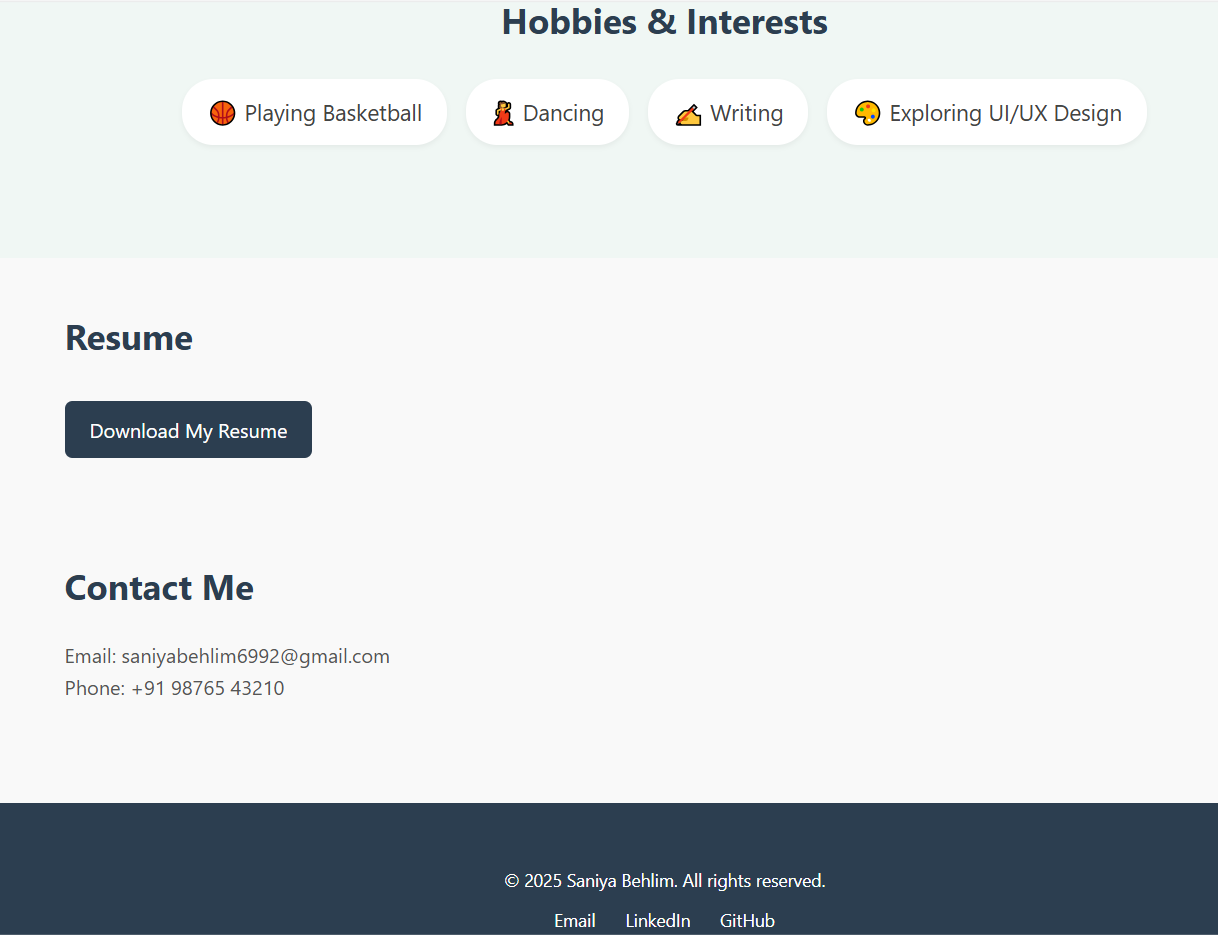 Hobbies & Interests
🏀 Playing Basketball 💃 Dancing ✍️ Writing 🎨 Exploring UI/UX Design
Resume
Download My Resume
Contact Me
Email: saniyabehlim6992@gmail.com
Phone: +91 98765 43210
© 2025 Saniya Behlim. All rights reserved.
Email LinkedIn GitHub